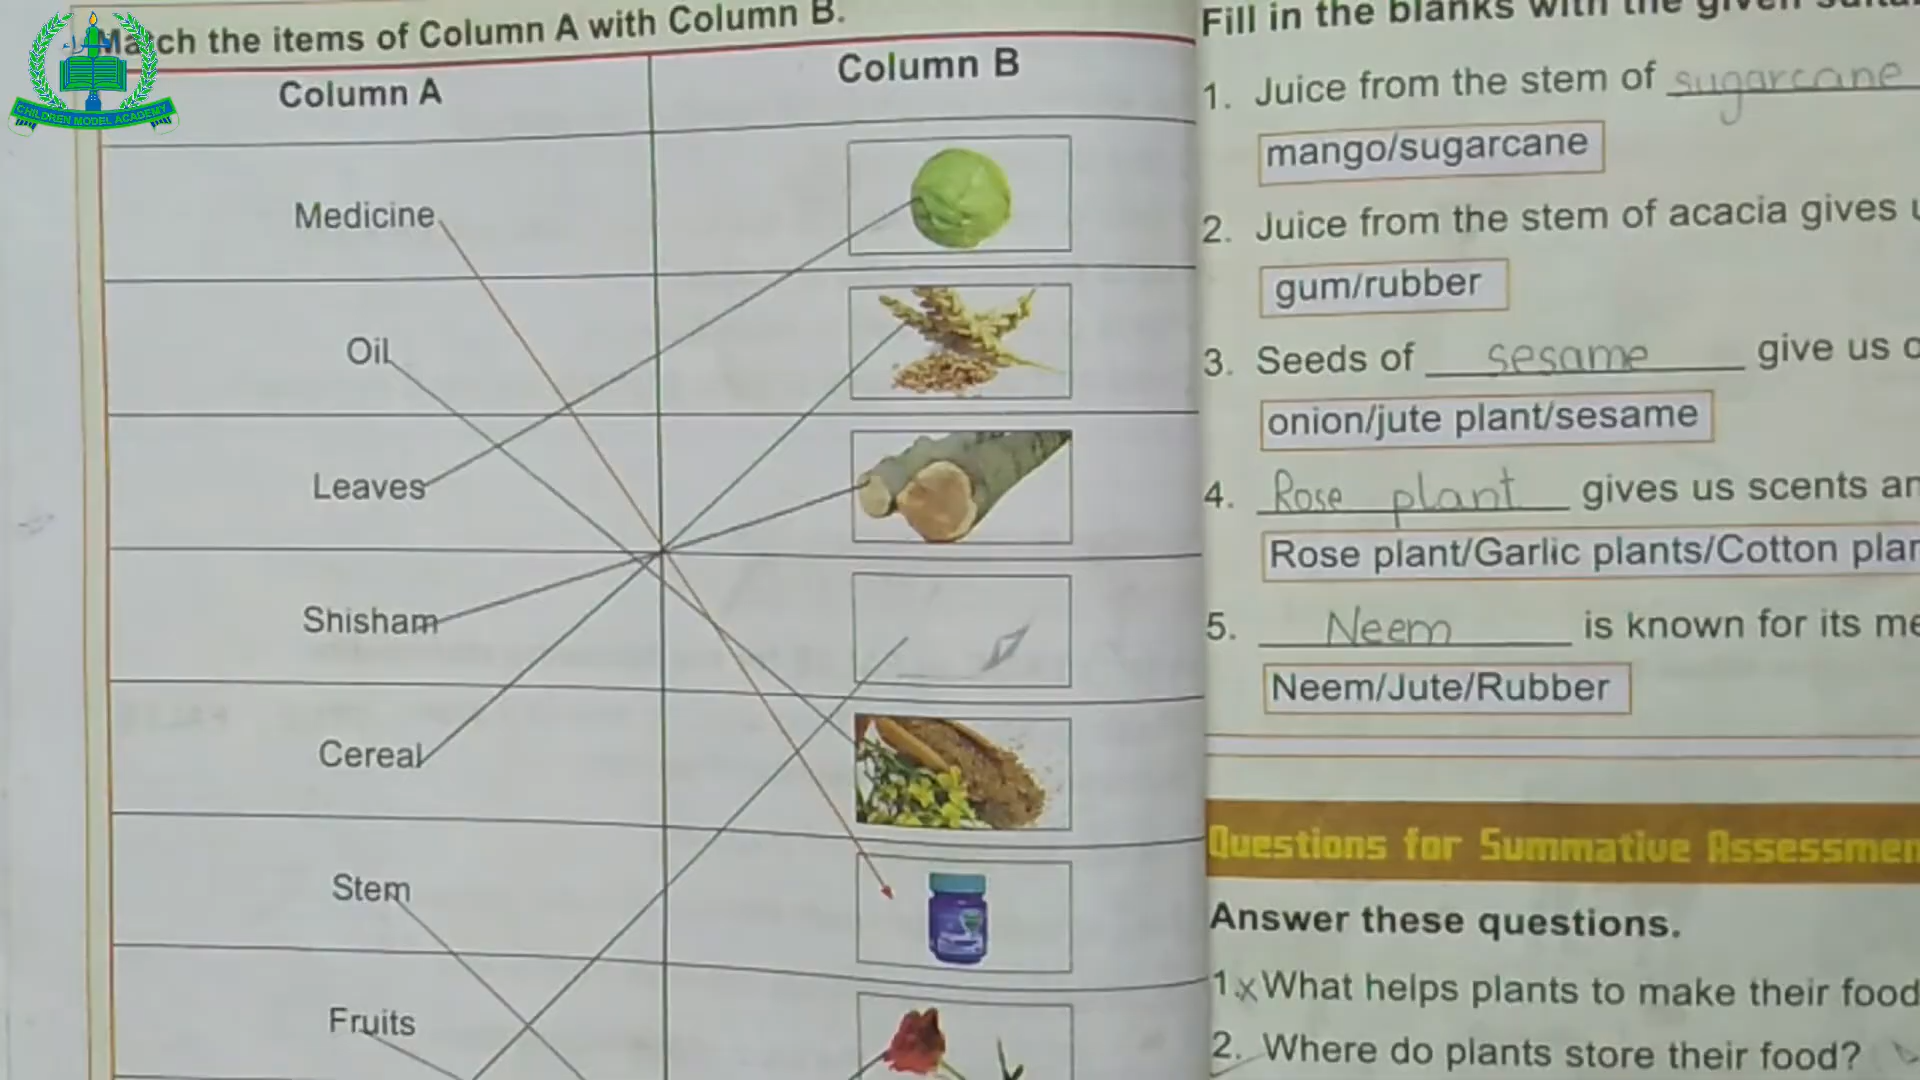 CHILDREN MODEL ACADEMY
Match the items of Column A with Column B.
Column A
Column B
Medicine
Oil
Leaves
Shisham
Cereal
Stem
Fruits
Fill in the blanks with the given
1. Juice from the stem of sugarcane
mango/sugarcane
2. Juice from the stem of acacia gives
gum/rubber
3. Seeds of sesame give us
onion/jute plant/sesame
4. Rose plant gives us scents
Rose plant/Garlic plants/Cotton
5. Neem is known for its
Neem/Jute/Rubber
Questions for Summative
Answer these questions.
1. x What helps plants to make their food
2. Where do plants store their food?